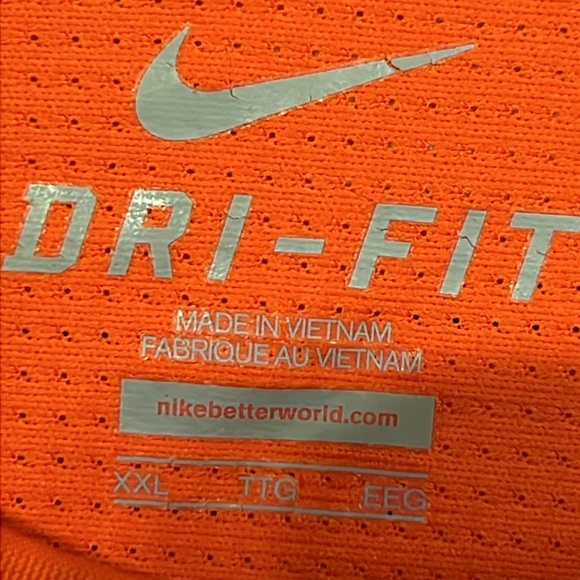 DRI-FIT
MADE IN VIETNAM
FABRIQUE AU VIETNAM
nikebetterworld.com
XXL TTG EEG